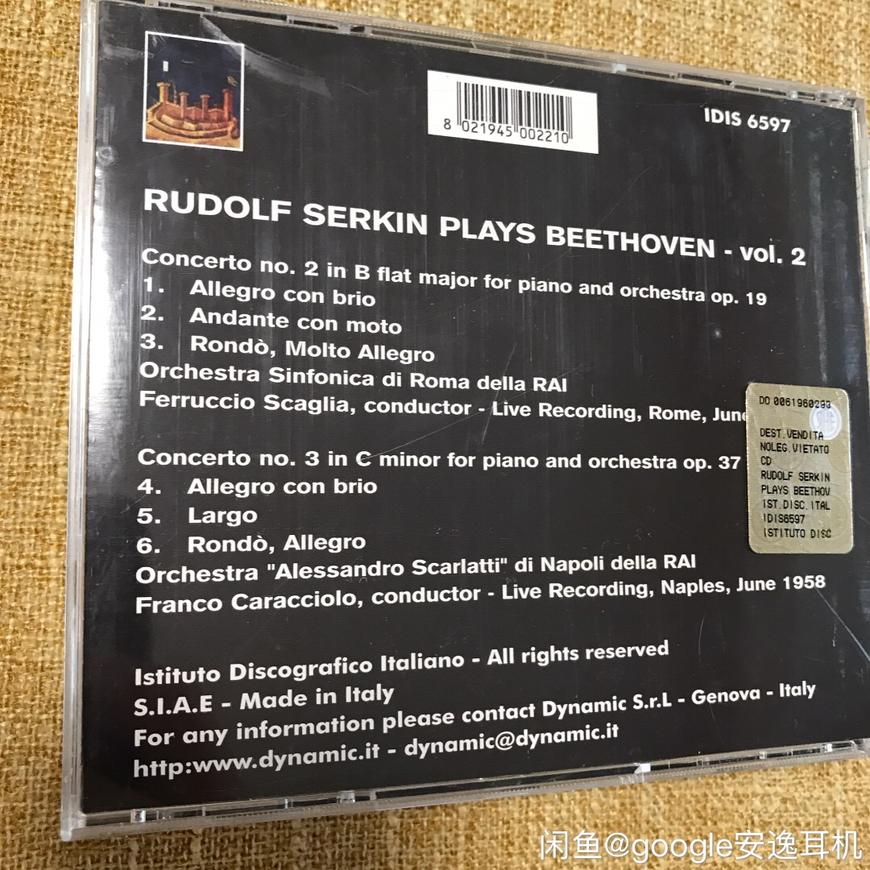 8 021945 002210
IDIS 6597
RUDOLF SERKIN PLAYS BEETHOVEN - vol. 2
Concerto no. 2 in B flat major for piano and orchestra op. 19
1. Allegro con brio
2. Andante con moto
3. Rondò, Molto Allegro
Orchestra Sinfonica di Roma della RAI
Ferruccio Scaglia, conductor - Live Recording, Rome, June
Concerto no. 3 in C minor for piano and orchestra op. 37
4. Allegro con brio
5. Largo
6. Rondò, Allegro
Orchestra "Alessandro Scarlatti" di Napoli della RAI
Franco Caracciolo, conductor - Live Recording, Naples, June 1958
DO 0061960293
DEST.VENDITA
NOLEG.VIETATO
CD
RUDOLF SERKIN
PLAYS BEETHOV
IST.DISC.ITAL
IDIS6597
ISTITUTO DISC
Istituto Discografico Italiano - All rights reserved
S.I.A.E - Made in Italy
For any information please contact Dynamic S.r.L - Genova - Italy
http:www.dynamic.it - dynamic@dynamic.it
闲鱼@google安逸耳机